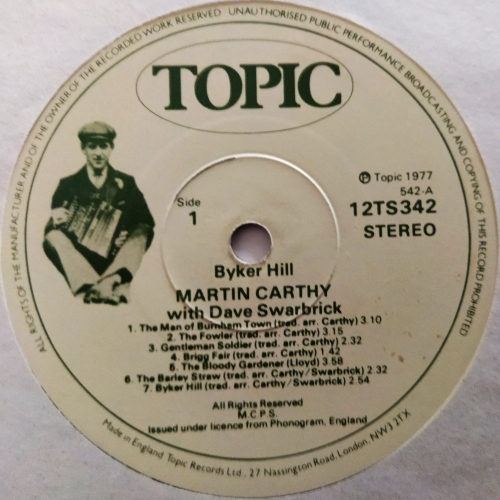 ALL RIGHTS OF THE MANUFACTURER AND OF THE OWNER OF THE RECORDED WORK RESERVED · UNAUTHORISED PUBLIC PERFORMANCE BROADCASTING AND COPYING OF THIS RECORD PROHIBITED
TOPIC
℗ Topic 1977
542-A
Side
1
12TS342
STEREO
Byker Hill
MARTIN CARTHY
with Dave Swarbrick
1. The Man of Burnham Town (trad. arr. Carthy) 3.10
2. The Fowler (trad. arr. Carthy) 3.15
3. Gentleman Soldier (trad. arr. Carthy) 2.32
4. Brigg Fair (trad. arr. Carthy) 1.42
5. The Bloody Gardener (Lloyd) 3.58
6. The Barley Straw (trad. arr. Carthy/Swarbrick) 2.32
7. Byker Hill (trad. arr. Carthy/Swarbrick) 2.54
All Rights Reserved
M.C.P.S.
Issued under licence from Phonogram, England
Made in England Topic Records Ltd., 27 Nassington Road, London, NW3 2TX